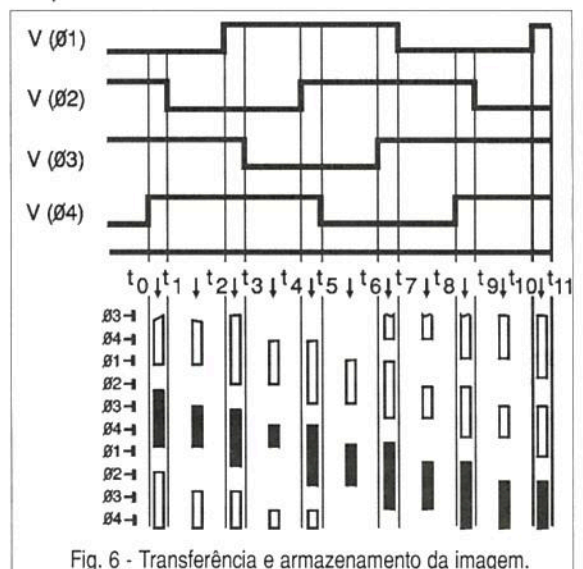 V (Ø1)
V (Ø2)
V (Ø3)
V (Ø4)
t0 t1 t2 t3 t4 t5 t6 t7 t8 t9 t10 t11
Ø3
Ø4
Ø1
Ø2
Ø3
Ø4
Ø1
Ø2
Ø3
Ø4
Fig. 6 - Transferência e armazenamento da imagem.